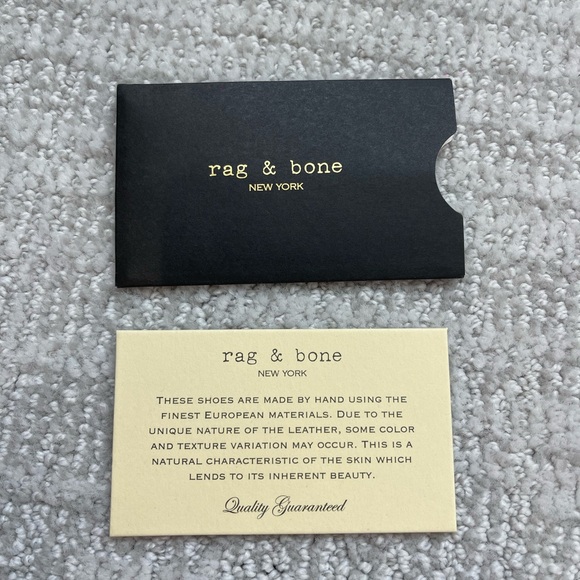 rag & bone
NEW YORK
rag & bone
NEW YORK
THESE SHOES ARE MADE BY HAND USING THE
FINEST EUROPEAN MATERIALS. DUE TO THE
UNIQUE NATURE OF THE LEATHER, SOME COLOR
AND TEXTURE VARIATION MAY OCCUR. THIS IS A
NATURAL CHARACTERISTIC OF THE SKIN WHICH
LENDS TO ITS INHERENT BEAUTY.
Quality Guaranteed